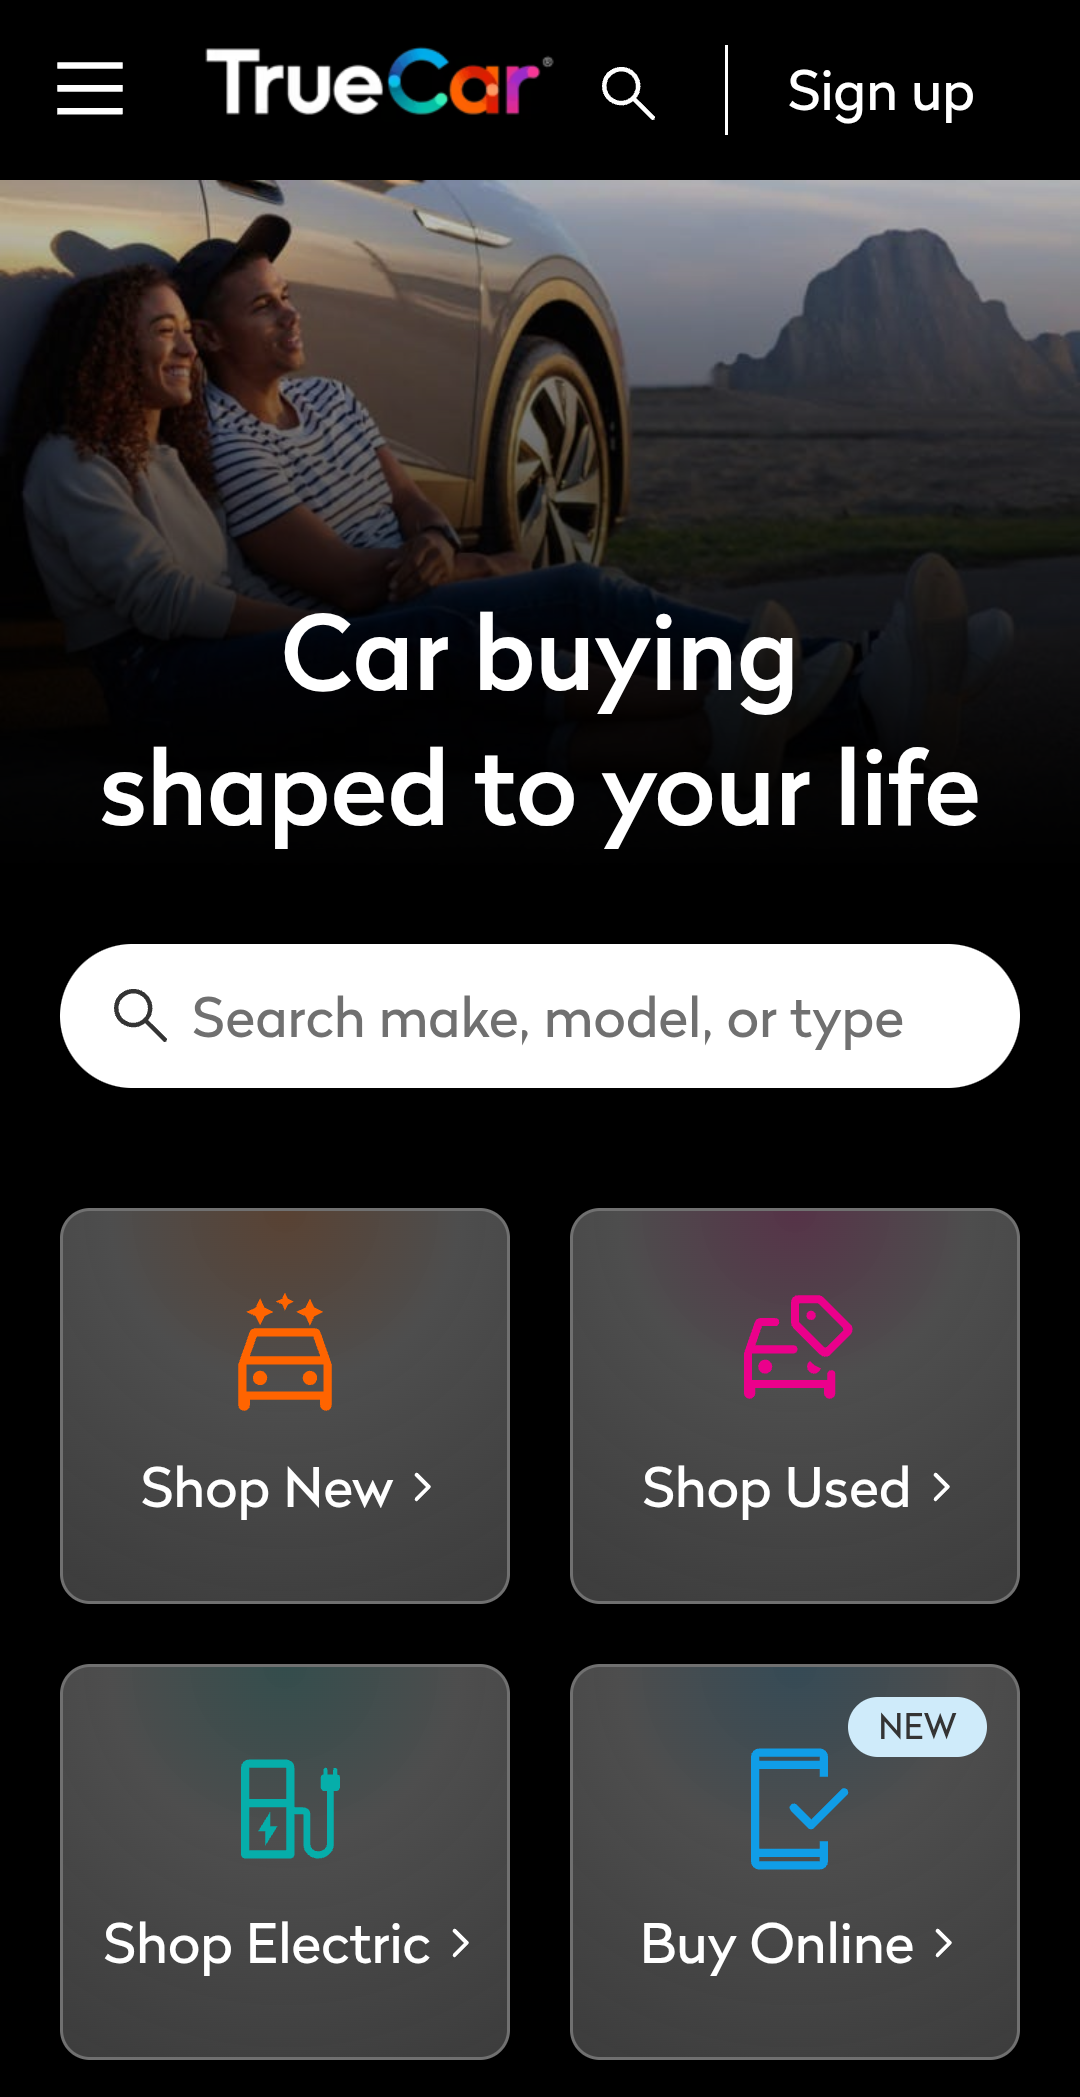 TrueCar®
Sign up
Car buying
shaped to your life
Search make, model, or type
Shop New
Shop Used
NEW
Shop Electric
Buy Online